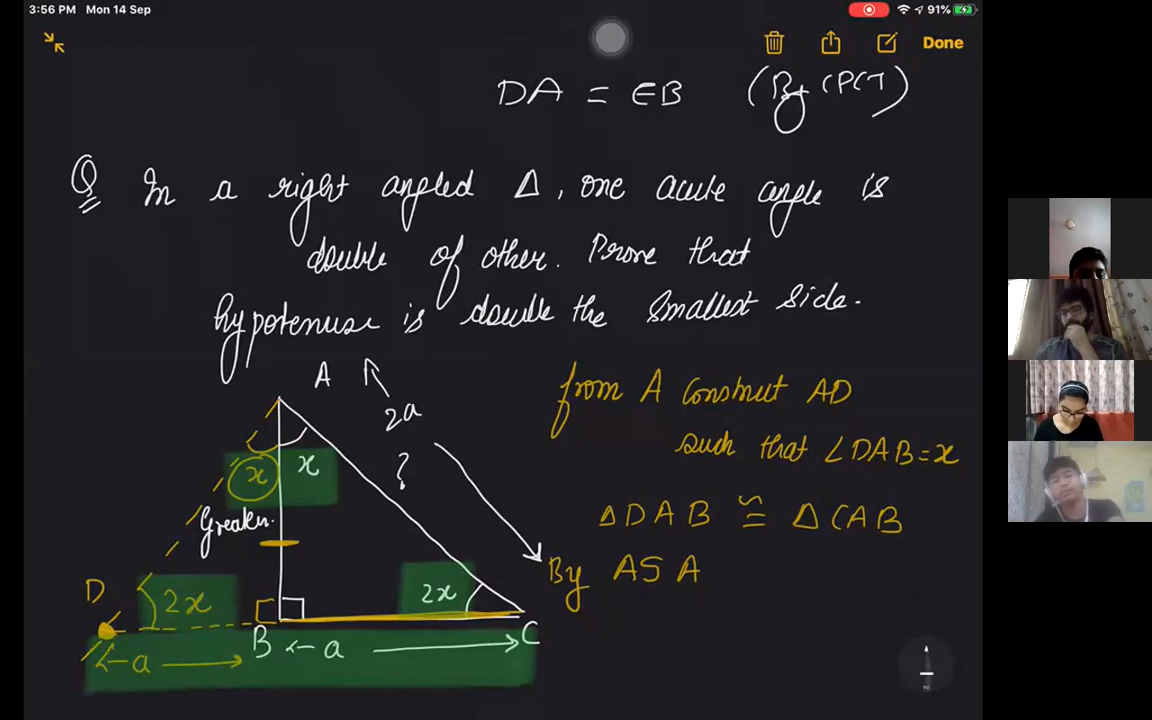 3:56 PM Mon 14 Sep
91%
Done
DA = EB (By CPCT)
Q In a right angled Δ, one acute angle is
double of other. Prove that
hypotenuse is double the smallest side.
A
2a
?
x
x
Greater.
from A Construct AD
such that ∠DAB=x
Δ DAB ≅ Δ CAB
By ASA
D
2x
2x
B
C
a
a